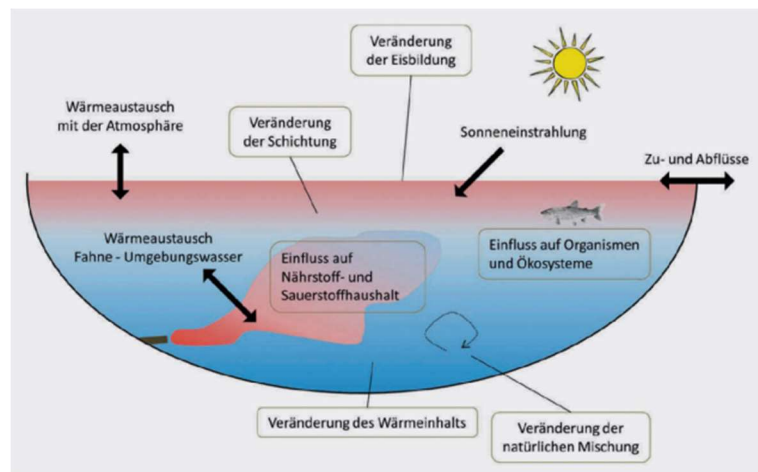 Veränderung
der Eisbildung
Wärmeaustausch
mit der Atmosphäre
Veränderung
der Schichtung
Sonneneinstrahlung
Zu- und Abflüsse
Wärmeaustausch
Fahne - Umgebungswasser
Einfluss auf
Nährstoff- und
Sauerstoffhaushalt
Einfluss auf Organismen
und Ökosysteme
Veränderung des Wärmeinhalts
Veränderung der
natürlichen Mischung